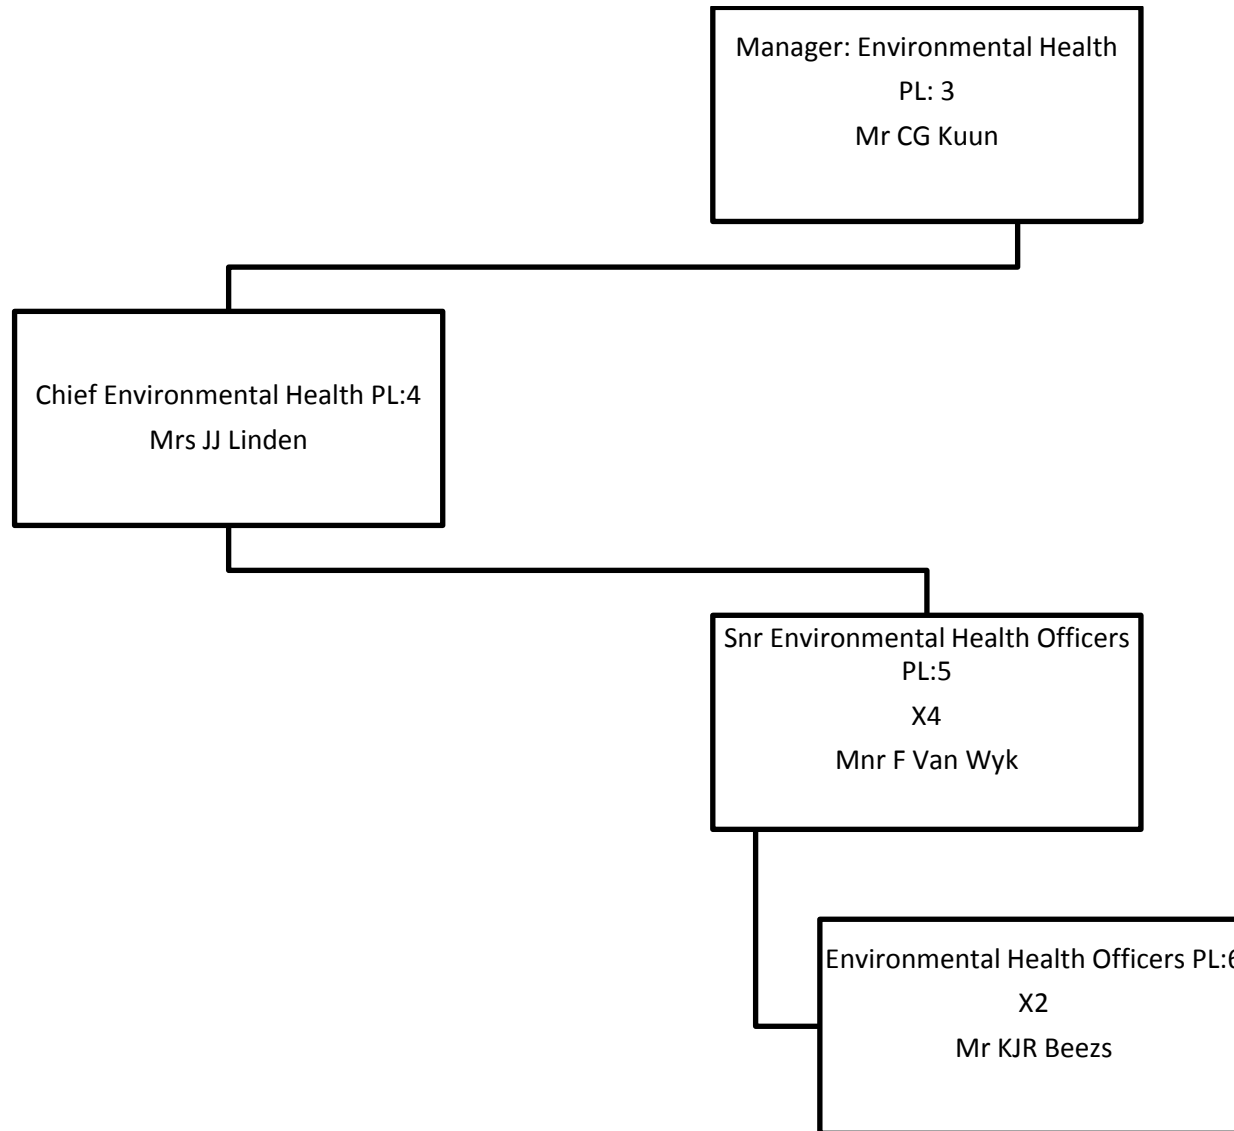 Manager: Environmental Health
PL: 3
Mr CG Kuun
Chief Environmental Health PL:4
Mrs JJ Linden
Snr Environmental Health Officers
PL:5
X4
Mnr F Van Wyk
Environmental Health Officers PL:6
X2
Mr KJR Beezs